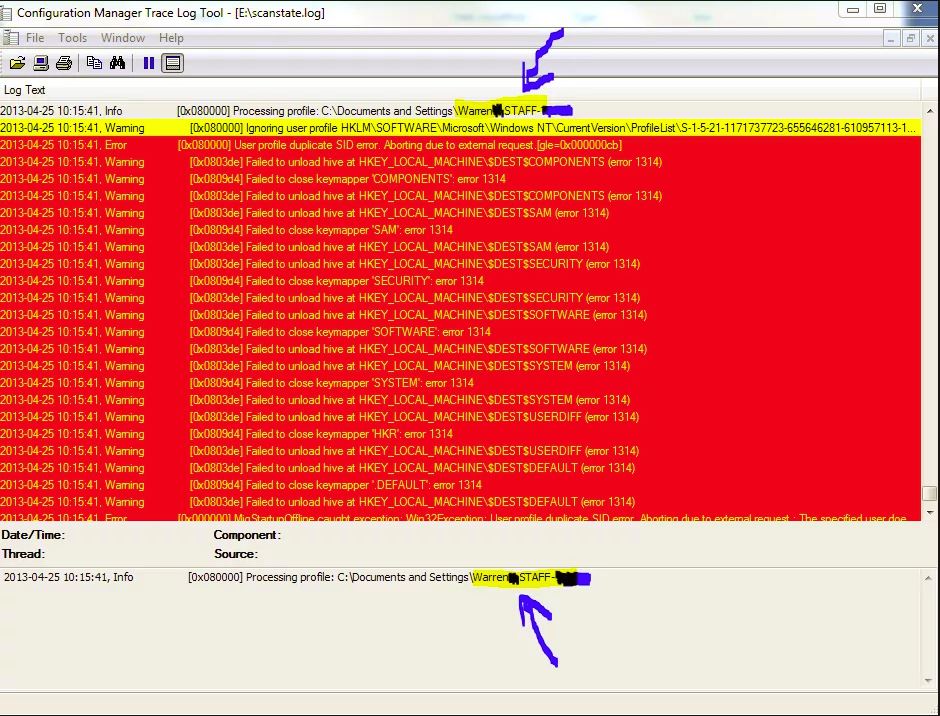 Configuration Manager Trace Log Tool - [E:\scanstate.log]
File Tools Window Help
Log Text
2013-04-25 10:15:41, Info [0x080000] Processing profile: C:\Documents and Settings\Warren STAFF-
2013-04-25 10:15:41, Warning [0x080000] Ignoring user profile HKLM\SOFTWARE\Microsoft\Windows NT\CurrentVersion\ProfileList\S-1-5-21-1171737723-655646281-610957113-1...
2013-04-25 10:15:41, Error [0x080000] User profile duplicate SID error. Aborting due to external request.[gle=0x000000cb]
2013-04-25 10:15:41, Warning [0x0803de] Failed to unload hive at HKEY_LOCAL_MACHINE\$DEST$COMPONENTS (error 1314)
2013-04-25 10:15:41, Warning [0x0809d4] Failed to close keymapper 'COMPONENTS': error 1314
2013-04-25 10:15:41, Warning [0x0803de] Failed to unload hive at HKEY_LOCAL_MACHINE\$DEST$COMPONENTS (error 1314)
2013-04-25 10:15:41, Warning [0x0803de] Failed to unload hive at HKEY_LOCAL_MACHINE\$DEST$SAM (error 1314)
2013-04-25 10:15:41, Warning [0x0809d4] Failed to close keymapper 'SAM': error 1314
2013-04-25 10:15:41, Warning [0x0803de] Failed to unload hive at HKEY_LOCAL_MACHINE\$DEST$SAM (error 1314)
2013-04-25 10:15:41, Warning [0x0803de] Failed to unload hive at HKEY_LOCAL_MACHINE\$DEST$SECURITY (error 1314)
2013-04-25 10:15:41, Warning [0x0809d4] Failed to close keymapper 'SECURITY': error 1314
2013-04-25 10:15:41, Warning [0x0803de] Failed to unload hive at HKEY_LOCAL_MACHINE\$DEST$SECURITY (error 1314)
2013-04-25 10:15:41, Warning [0x0803de] Failed to unload hive at HKEY_LOCAL_MACHINE\$DEST$SOFTWARE (error 1314)
2013-04-25 10:15:41, Warning [0x0809d4] Failed to close keymapper 'SOFTWARE': error 1314
2013-04-25 10:15:41, Warning [0x0803de] Failed to unload hive at HKEY_LOCAL_MACHINE\$DEST$SOFTWARE (error 1314)
2013-04-25 10:15:41, Warning [0x0803de] Failed to unload hive at HKEY_LOCAL_MACHINE\$DEST$SYSTEM (error 1314)
2013-04-25 10:15:41, Warning [0x0809d4] Failed to close keymapper 'SYSTEM': error 1314
2013-04-25 10:15:41, Warning [0x0803de] Failed to unload hive at HKEY_LOCAL_MACHINE\$DEST$SYSTEM (error 1314)
2013-04-25 10:15:41, Warning [0x0803de] Failed to unload hive at HKEY_LOCAL_MACHINE\$DEST$USERDIFF (error 1314)
2013-04-25 10:15:41, Warning [0x0809d4] Failed to close keymapper 'HKR': error 1314
2013-04-25 10:15:41, Warning [0x0803de] Failed to unload hive at HKEY_LOCAL_MACHINE\$DEST$USERDIFF (error 1314)
2013-04-25 10:15:41, Warning [0x0803de] Failed to unload hive at HKEY_LOCAL_MACHINE\$DEST$DEFAULT (error 1314)
2013-04-25 10:15:41, Warning [0x0809d4] Failed to close keymapper '.DEFAULT': error 1314
2013-04-25 10:15:41, Warning [0x0803de] Failed to unload hive at HKEY_LOCAL_MACHINE\$DEST$DEFAULT (error 1314)
2013-04-25 10:15:41, Error [0x000000] MigStartupOffline caught exception: Win32Exception: User profile duplicate SID error. Aborting due to external request.: The specified user doe
Date/Time: Component:
Thread: Source:
2013-04-25 10:15:41, Info [0x080000] Processing profile: C:\Documents and Settings\Warren STAFF-